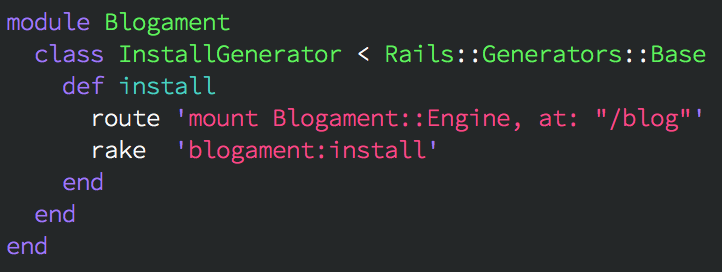 module Blogament
  class InstallGenerator < Rails::Generators::Base
    def install
      route 'mount Blogament::Engine, at: "/blog"'
      rake  'blogament:install'
    end
  end
end